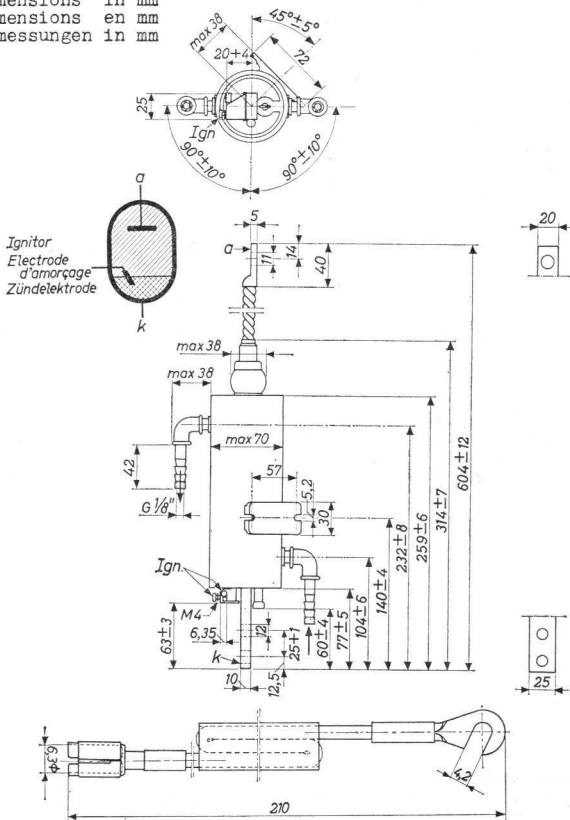 mensions in mm
mensions en mm
messungen in mm
45°±5°
max 38
72
20+4
25
Ign
90°±10°
90°±10°
a
Ignitor
Electrode
d'amorçage
Zündelektrode
k
5
a
11
14
40
20
max 38
max 38
max 70
42
G 1/8"
57
5,2
30
Ign.
M4
63±3
6,35
k
10
12
25+1
12,5
60±4
77±5
104±6
140±4
232±8
259±6
314±7
604±12
25
ϕ3,9
4,2
210